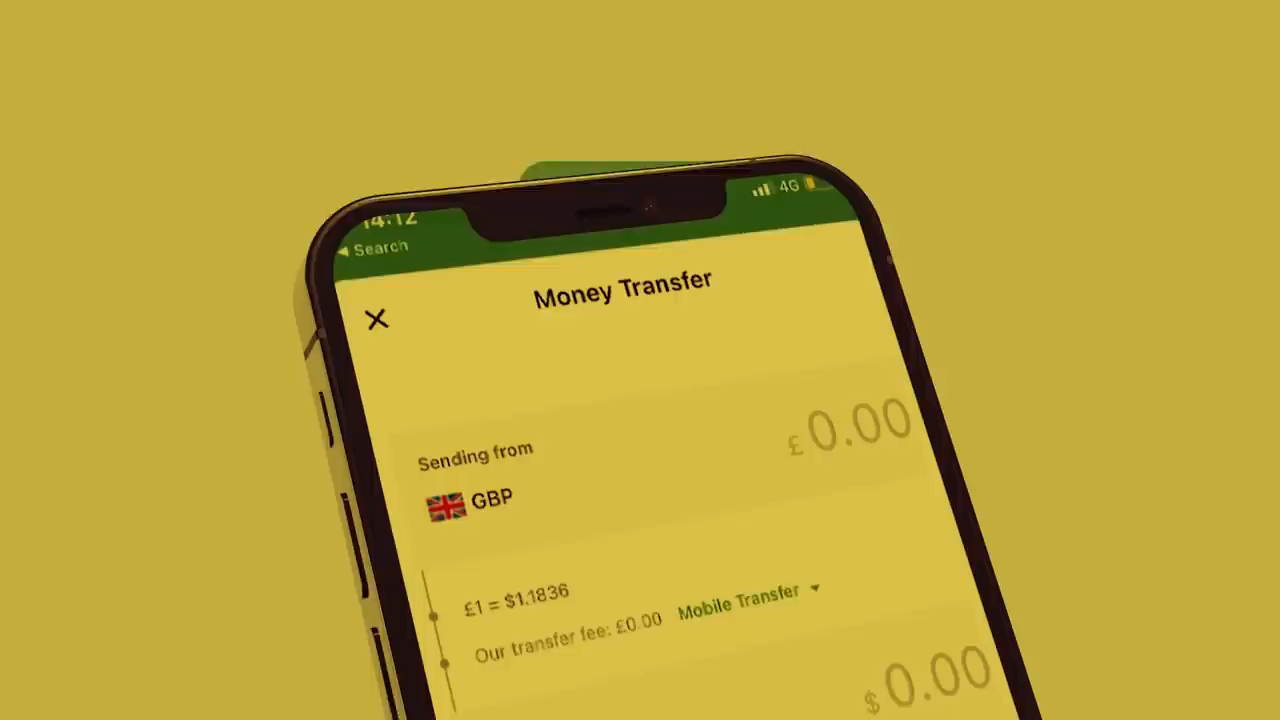 14:12
4G
◀ Search
Money Transfer
Sending from
£ 0.00
GBP
£1 = $1.1836
Our transfer fee: £0.00 Mobile Transfer
$ 0.00